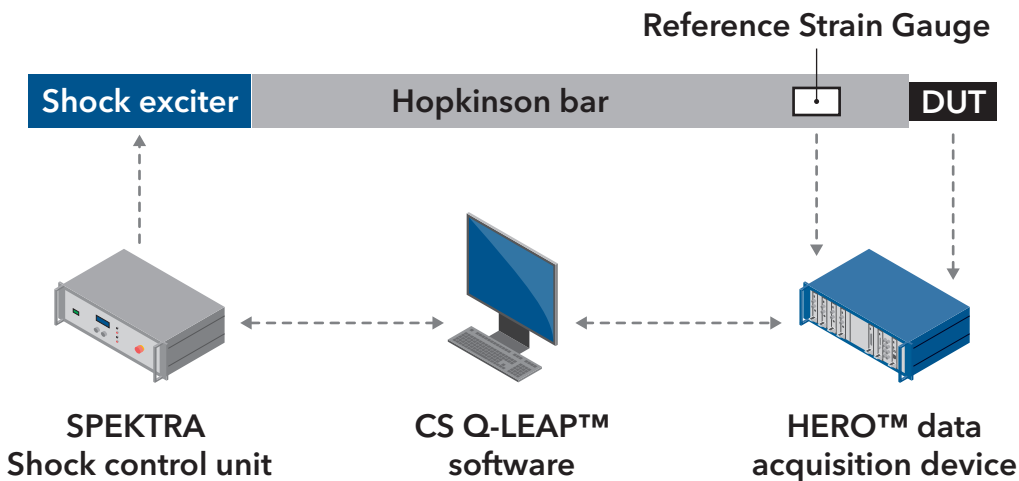 Reference Strain Gauge
Shock exciter
Hopkinson bar
DUT
SPEKTRA
Shock control unit
CS Q-LEAP™
software
HERO™ data
acquisition device